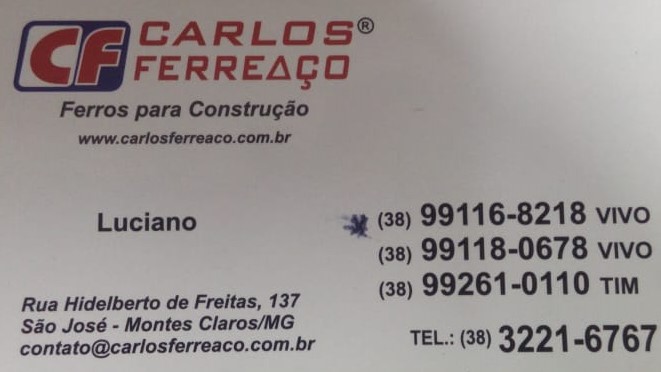 CF CARLOS®
FERREAÇO
Ferros para Construção
www.carlosferreaco.com.br
Luciano
(38) 99116-8218 VIVO
(38) 99118-0678 VIVO
(38) 99261-0110 TIM
Rua Hidelberto de Freitas, 137
São José - Montes Claros/MG
contato@carlosferreaco.com.br
TEL.: (38) 3221-6767